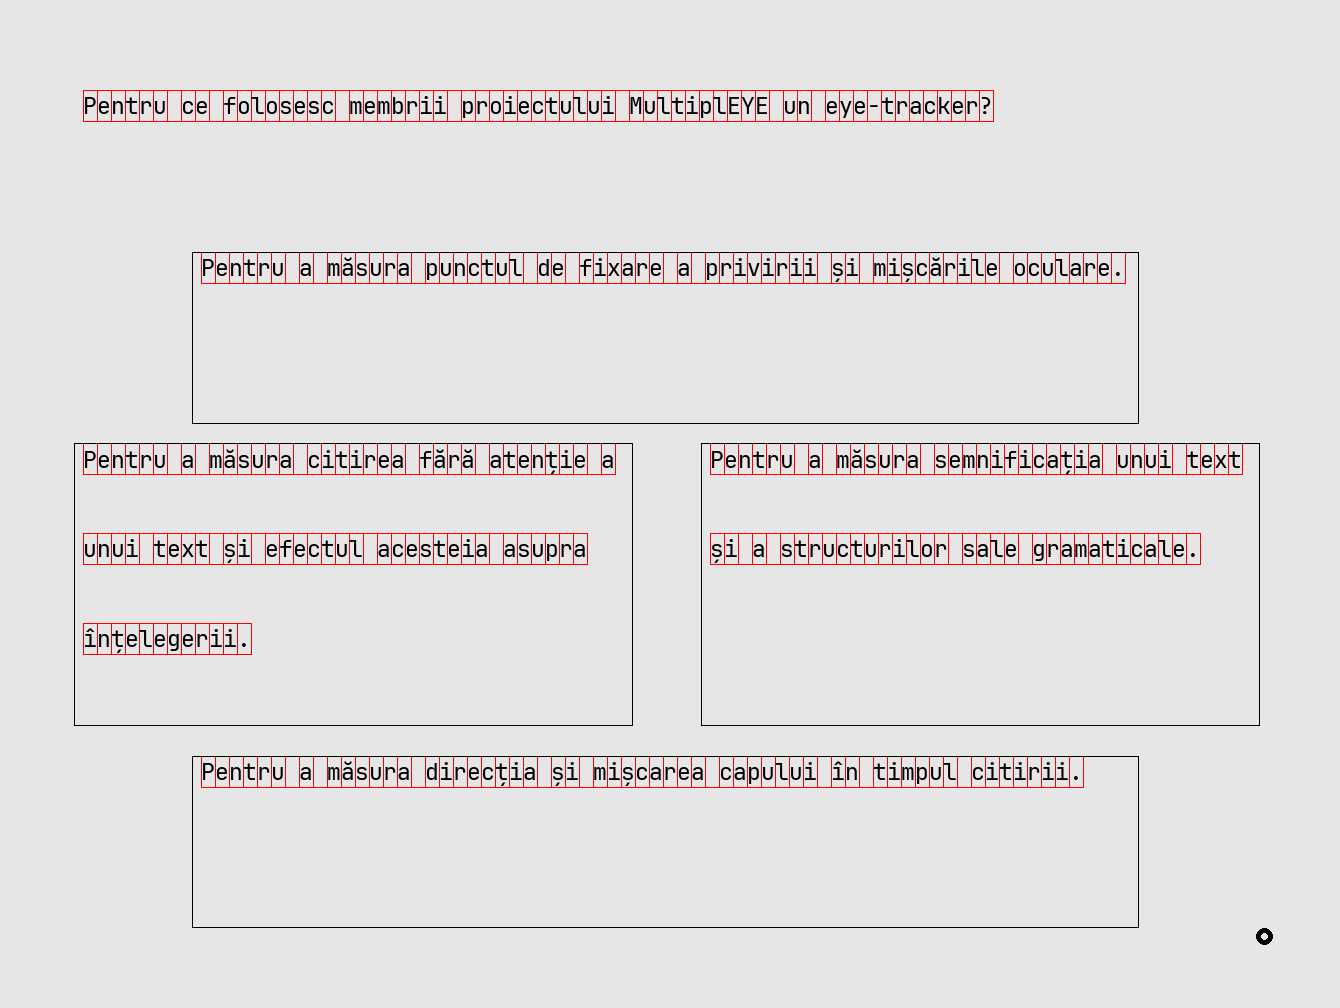 Pentru ce folosesc membrii proiectului MultiplEYE un eye-tracker?
Pentru a măsura punctul de fixare a privirii și mișcările oculare.
Pentru a măsura citirea fără atenție a
unui text și efectul acesteia asupra
înțelegerii.
Pentru a măsura semnificația unui text
și a structurilor sale gramaticale.
Pentru a măsura direcția și mișcarea capului în timpul citirii.